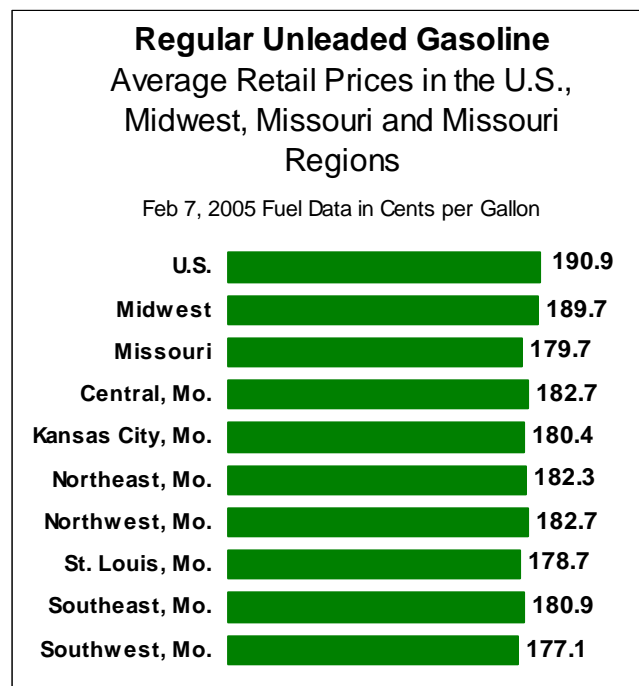 Regular Unleaded Gasoline
Average Retail Prices in the U.S.,
Midwest, Missouri and Missouri
Regions
Feb 7, 2005 Fuel Data in Cents per Gallon
U.S. 190.9
Midwest 189.7
Missouri 179.7
Central, Mo. 182.7
Kansas City, Mo. 180.4
Northeast, Mo. 182.3
Northwest, Mo. 182.7
St. Louis, Mo. 178.7
Southeast, Mo. 180.9
Southwest, Mo. 177.1